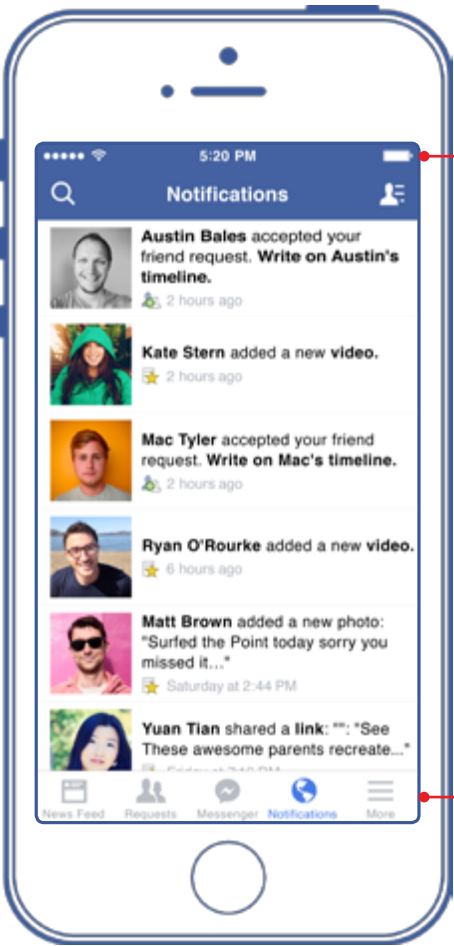 5:20 PM
Notifications
Austin Bales accepted your
friend request. Write on Austin's
timeline.
2 hours ago
Kate Stern added a new video.
2 hours ago
Mac Tyler accepted your friend
request. Write on Mac's timeline.
2 hours ago
Ryan O'Rourke added a new video.
6 hours ago
Matt Brown added a new photo:
"Surfed the Point today sorry you
missed it..."
Saturday at 2:44 PM
Yuan Tian shared a link: "": "See
These awesome parents recreate..."
News Feed Requests Messenger Notifications More